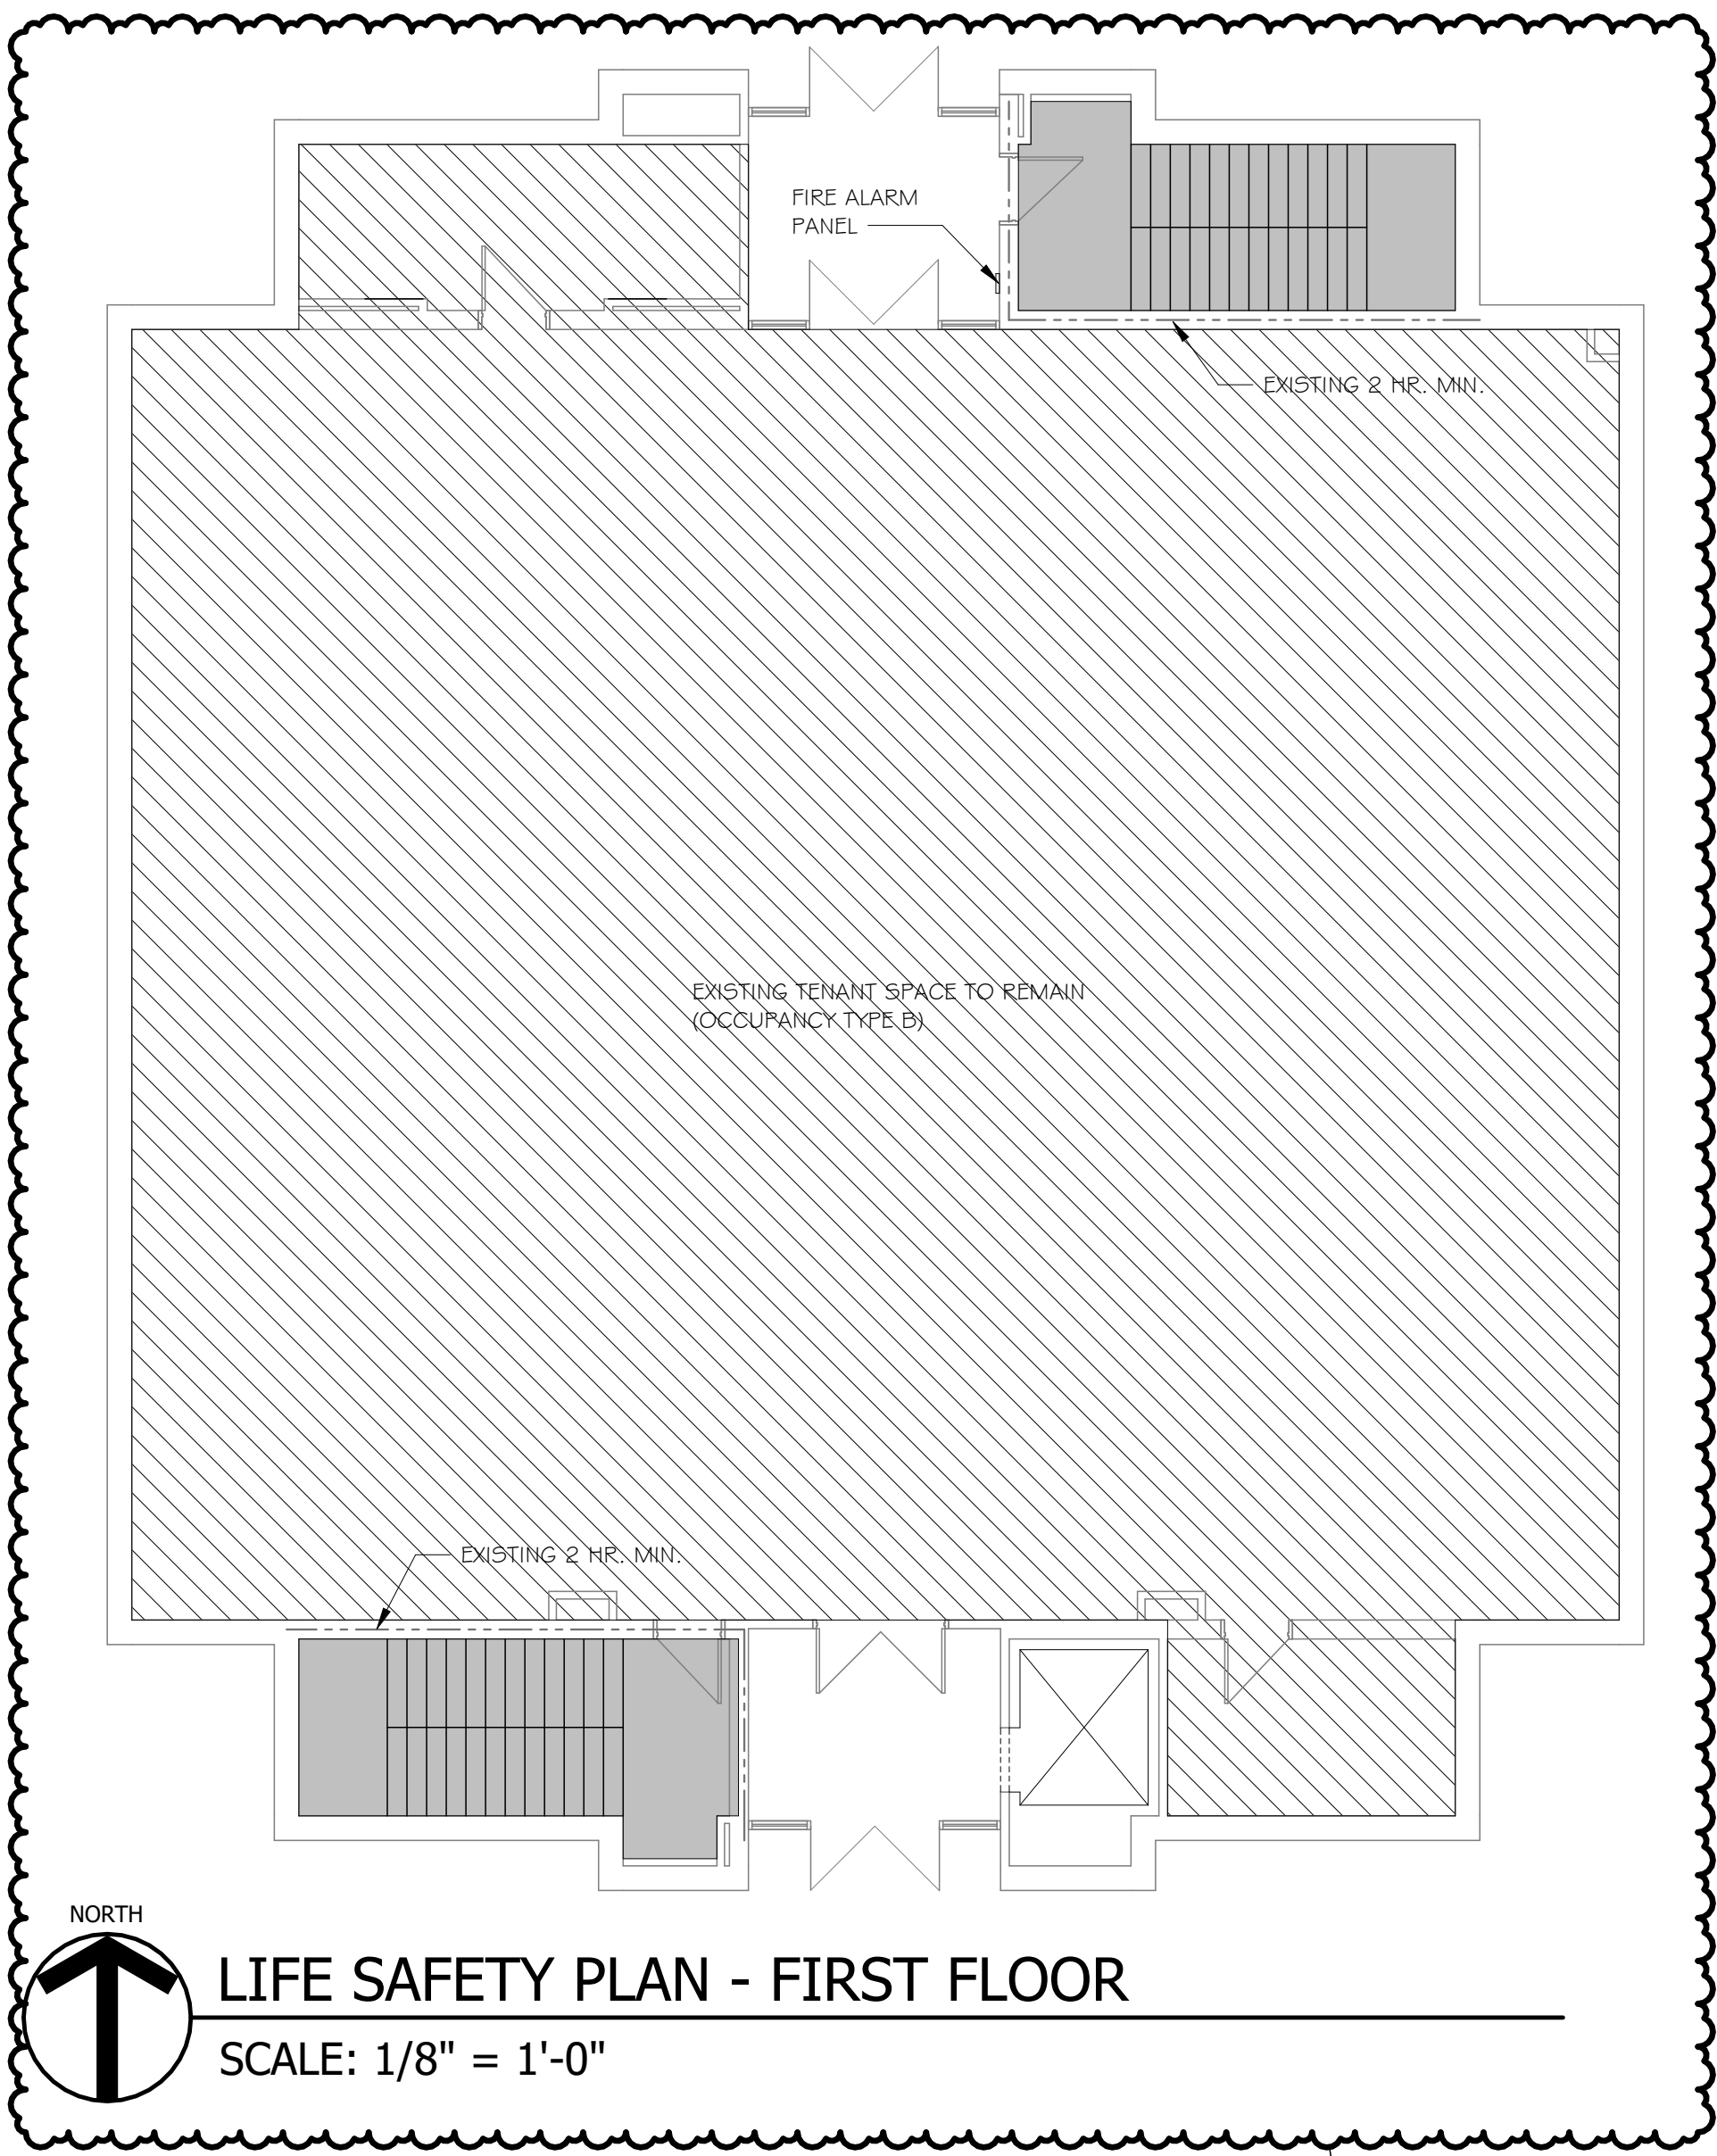 FIRE ALARM
PANEL
EXISTING 2 HR. MIN.
EXISTING TENANT SPACE TO REMAIN
(OCCUPANCY TYPE B)
EXISTING 2 HR. MIN.
NORTH
LIFE SAFETY PLAN - FIRST FLOOR
SCALE: 1/8" = 1'-0"